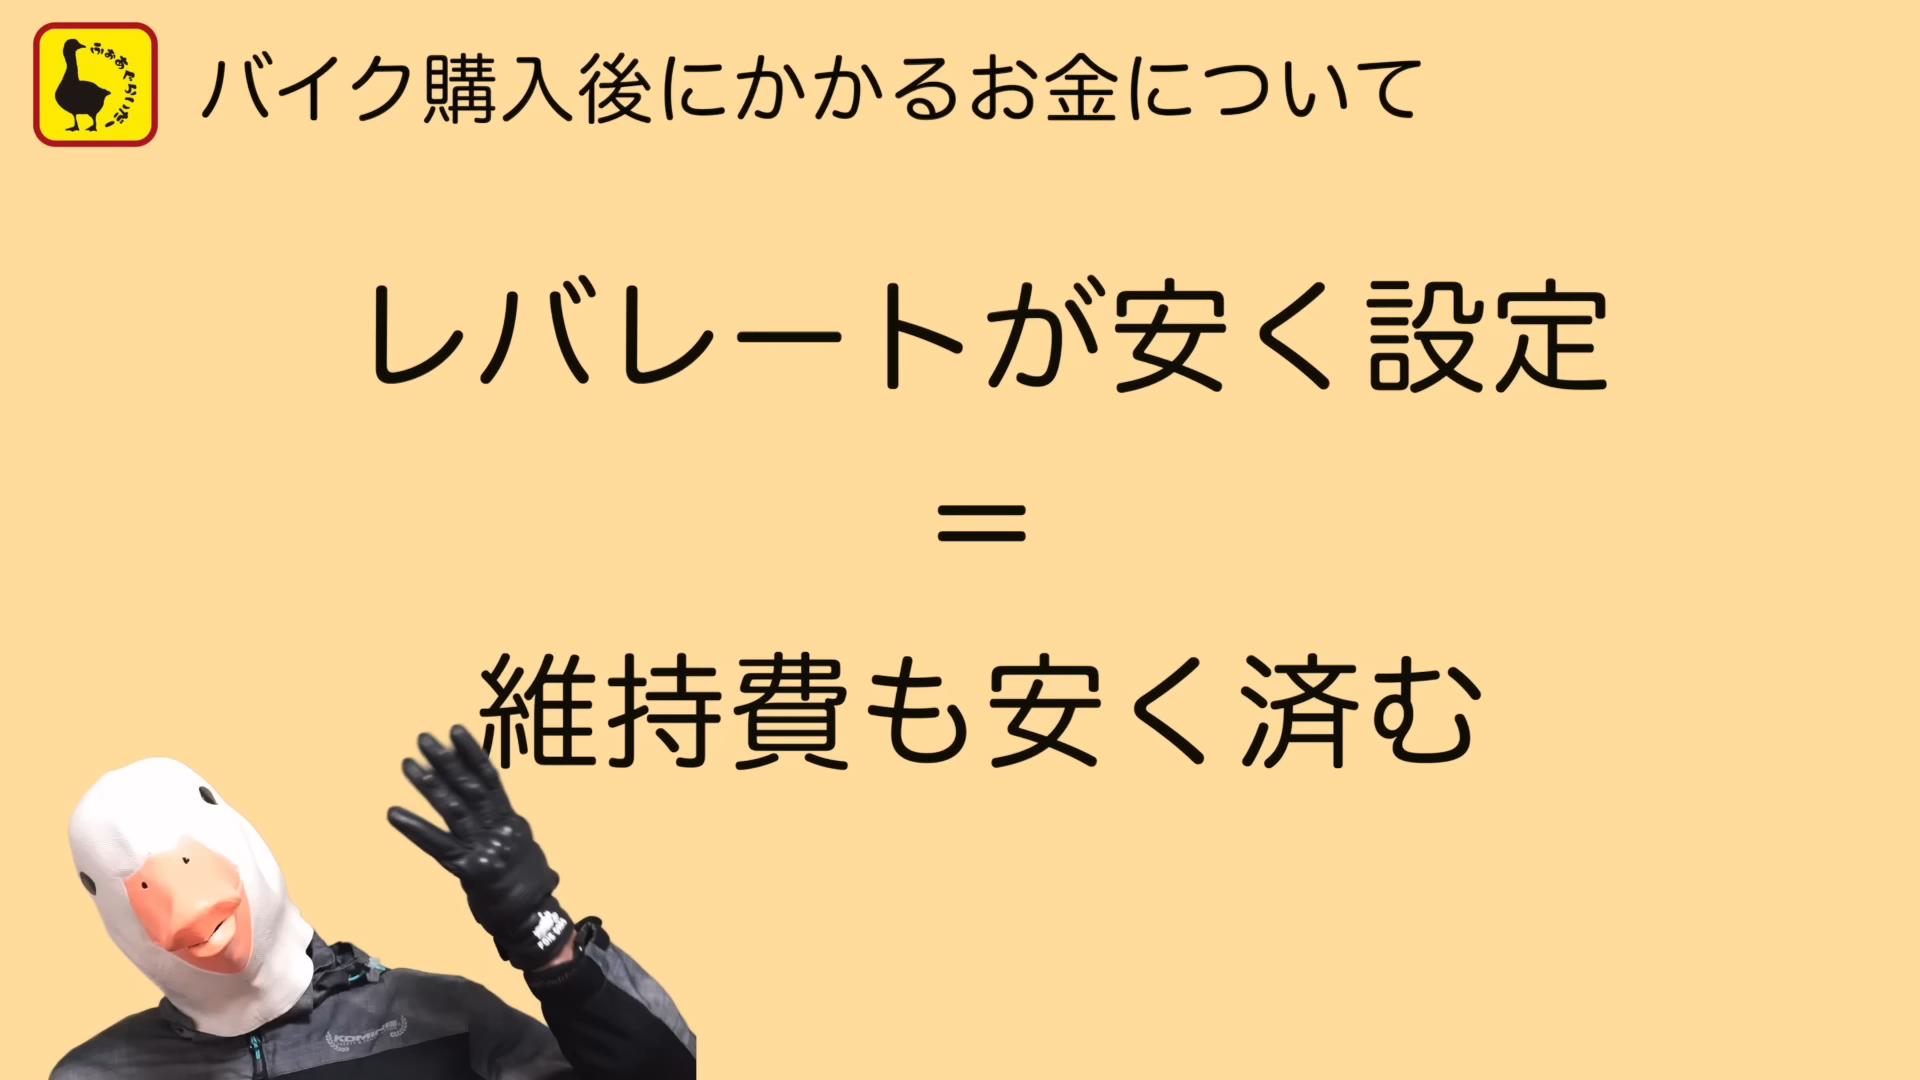 バイク購入後にかかるお金について
レバレートが安く設定
=
維持費も安く済む
KOMINE